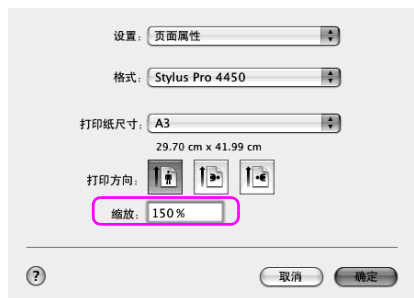 设置: 页面属性
格式: Stylus Pro 4450
打印纸尺寸: A3
29.70 cm x 41.99 cm
打印方向:
缩放: 150%
? 取消 确定